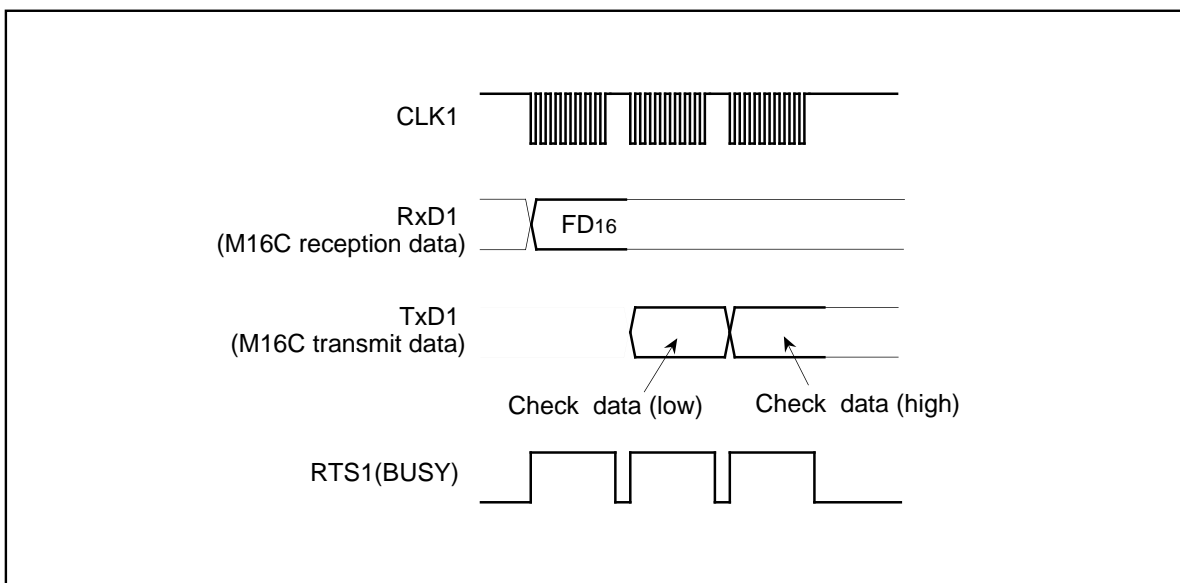 CLK1
RxD1
(M16C reception data)
FD16
TxD1
(M16C transmit data)
Check data (low)
Check data (high)
RTS1(BUSY)